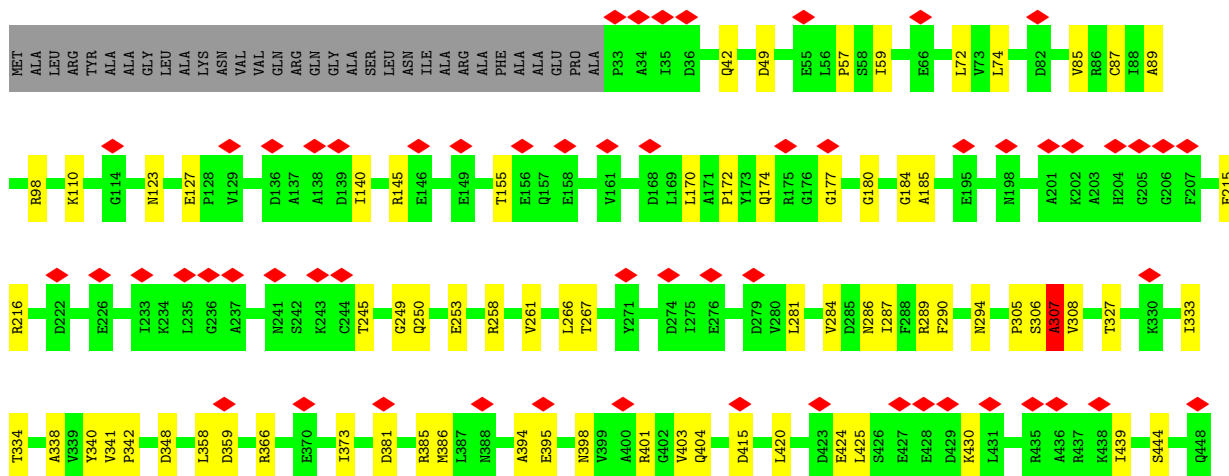 MET ALA LEU ARG TYR ALA ALA GLY LEU ALA LYS ASN VAL VAL GLN ARG GLN GLY ALA SER LEU ASN ILE ALA ARG ALA PHE ALA ALA GLU PRO ALA P33 A34 I35 D36 Q42 D49 E55 L56 P57 S58 I59 E66 L72 V73 L74 D82 V85 R86 C87 I88 A89
R98 K110 G114 N123 E127 P128 V129 D136 A137 A138 D139 I140 R145 E146 E149 T155 E156 Q157 E158 V161 D168 L169 L170 A171 P172 Y173 Q174 R175 G176 G177 G180 G184 A185 E195 N198 A201 K202 A203 H204 G205 G206 F207 F215
R216 D222 E226 I233 K234 L235 G236 A237 N241 S242 K243 C244 T245 G249 Q250 E253 R258 V261 L266 T267 Y271 D274 I275 E276 D279 V280 L281 V284 D285 N286 I287 F288 R289 F290 N294 P305 S306 A307 V308 T327 K330 I333
T334 A338 V339 Y340 V341 P342 D348 L358 D359 R366 E370 I373 D381 R385 M386 L387 N388 A394 E395 N398 V399 A400 R401 G402 V403 Q404 D415 L420 D423 E424 L425 S426 E427 E428 D429 K430 L431 R435 A436 R437 K438 I439 S444 Q448